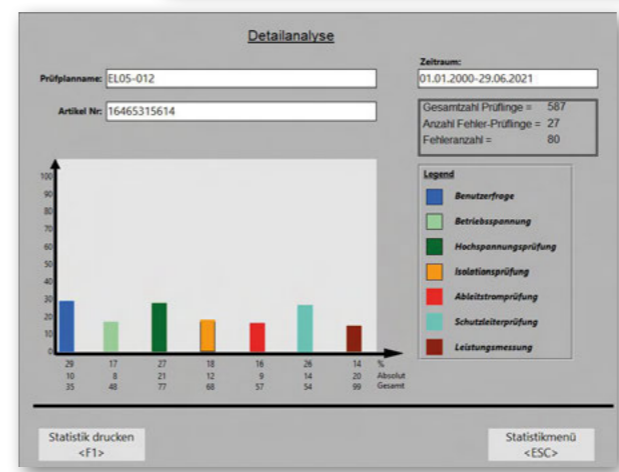 Detailanalyse
Zeitraum:
Prüfplanname: EL05-012
01.01.2000-29.06.2021
Artikel Nr: 16465315614
Gesamtzahl Prüflinge = 587
Anzahl Fehler-Prüflinge = 27
Fehleranzahl = 80
Legend
Benutzerfrage
Betriebsspannung
Hochspannungsprüfung
Isolationsprüfung
Ableitstromprüfung
Schutzleiterprüfung
Leistungsmessung
100
90
80
70
60
50
40
30
20
10
0
29 17 27 18 16 26 14 %
10 8 21 12 9 14 20 Absolut
35 48 77 68 57 54 99 Gesamt
Statistik drucken
<F1>
Statistikmenü
<ESC>